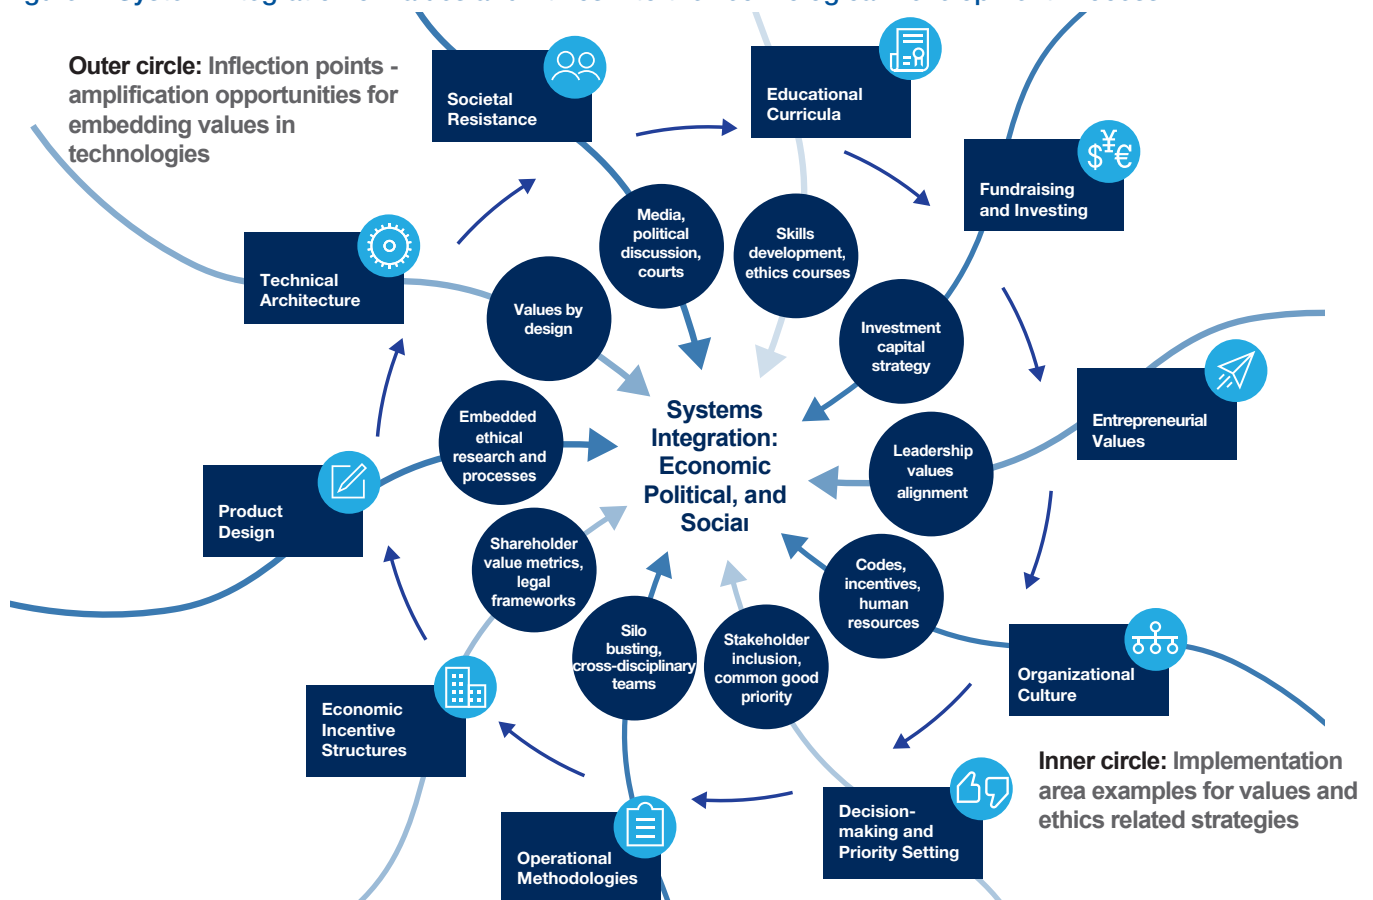 Outer circle: Inflection points -
amplification opportunities for
embedding values in
technologies
Societal
Resistance
Educational
Curricula
$¥€
Fundraising
and Investing
Technical
Architecture
Entrepreneurial
Values
Product
Design
Organizational
Culture
Economic
Incentive
Structures
Operational
Methodologies
Decision-
making and
Priority Setting
Media,
political
discussion,
courts
Skills
development,
ethics courses
Values by
design
Investment
capital
strategy
Embedded
ethical
research and
processes
Leadership
values
alignment
Shareholder
value metrics,
legal
frameworks
Codes,
incentives,
human
resources
Silo
busting,
cross-disciplinary
teams
Stakeholder
inclusion,
common good
priority
Systems
Integration:
Economic
Political, and
Social
Inner circle: Implementation
area examples for values and
ethics related strategies